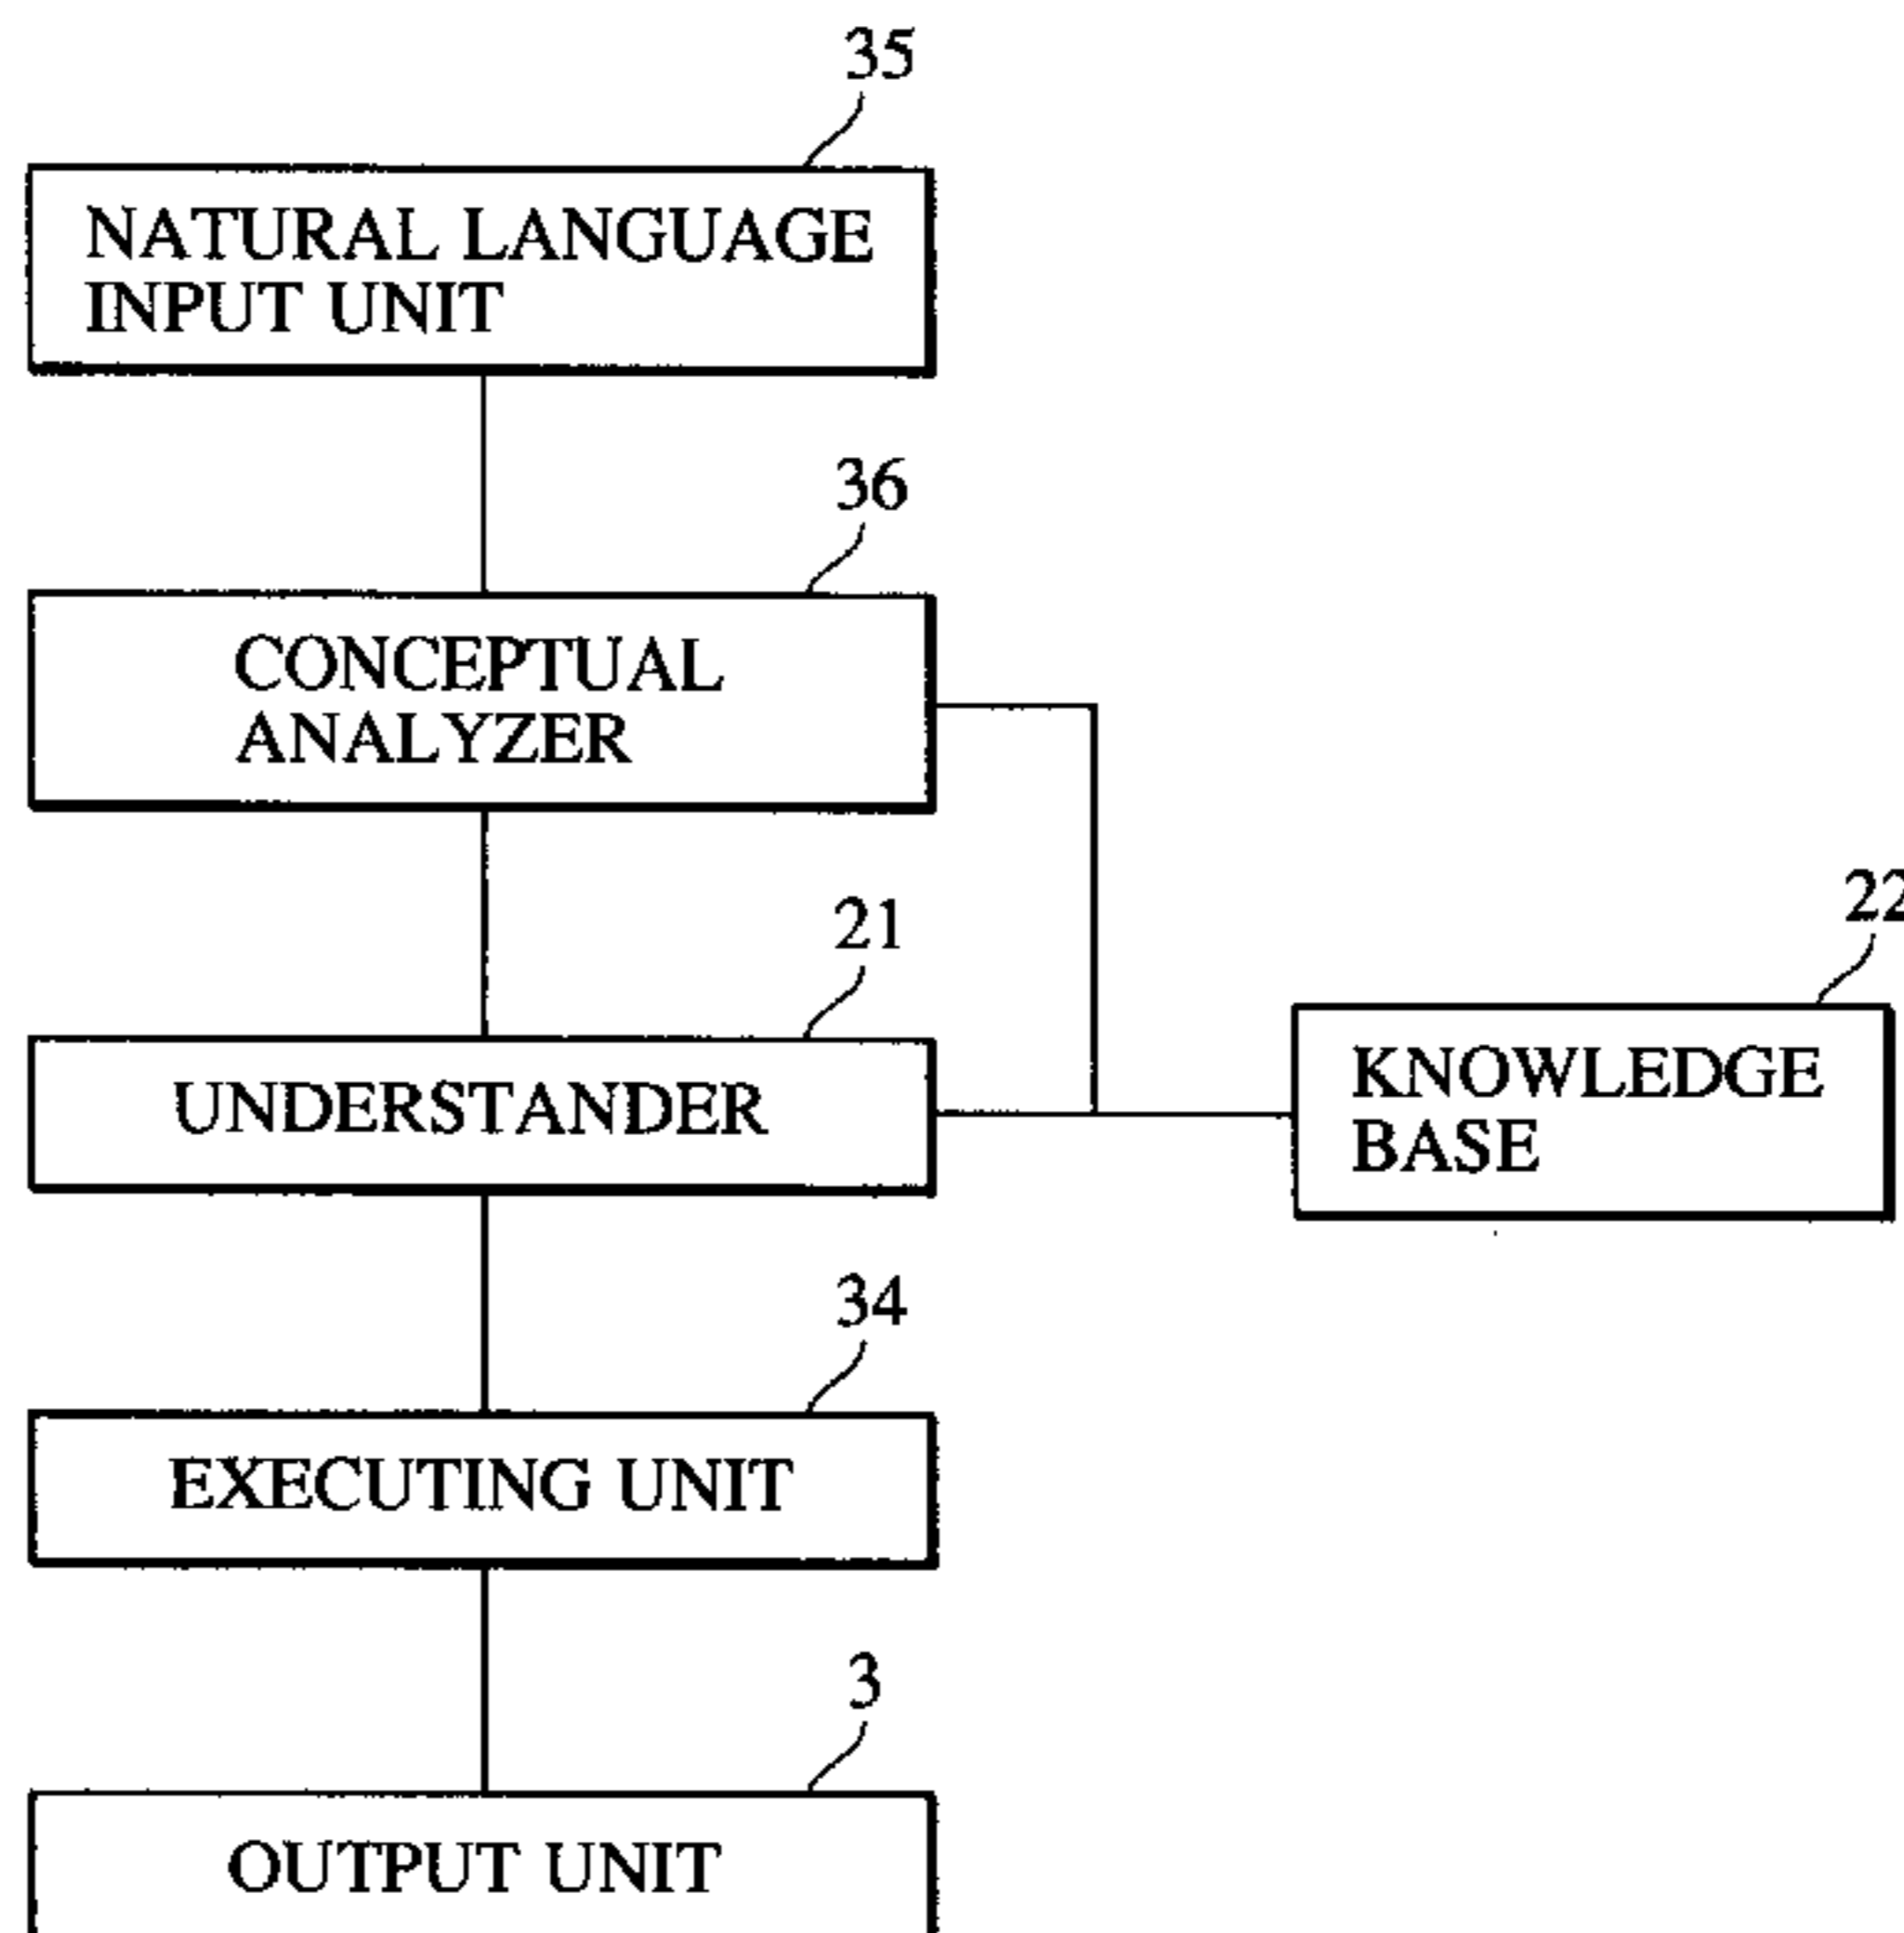 35
NATURAL LANGUAGE
INPUT UNIT
36
CONCEPTUAL
ANALYZER
21
UNDERSTANDER
22
KNOWLEDGE
BASE
34
EXECUTING UNIT
3
OUTPUT UNIT